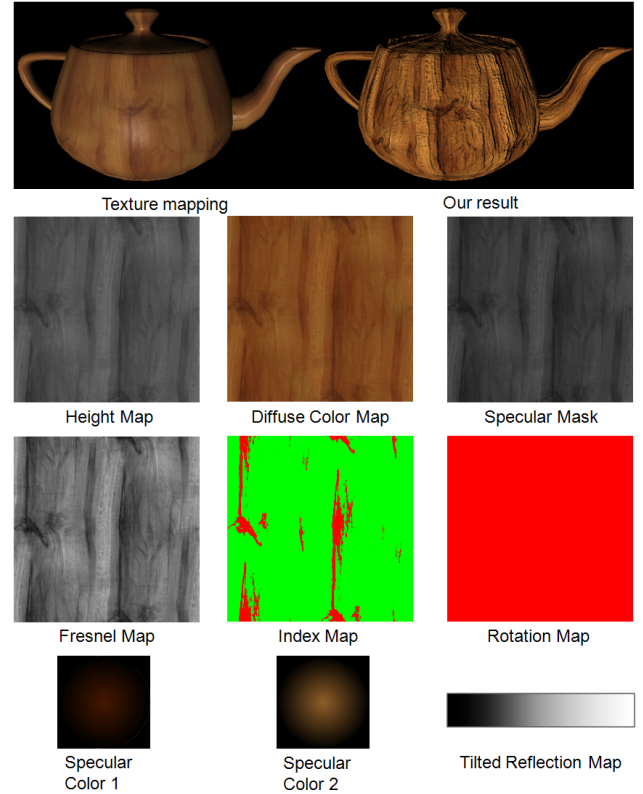 Texture mapping
Our result
Height Map
Diffuse Color Map
Specular Mask
Fresnel Map
Index Map
Rotation Map
Specular
Color 1
Specular
Color 2
Tilted Reflection Map